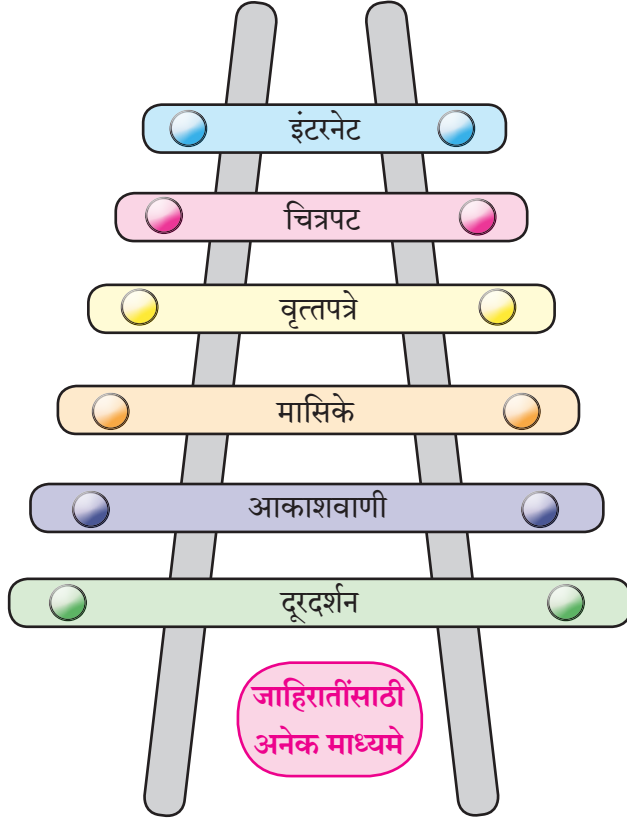 इंटरनेट
चित्रपट
वृत्तपत्रे
मासिके
आकाशवाणी
दूरदर्शन
जाहिरातींसाठी
अनेक माध्यमे